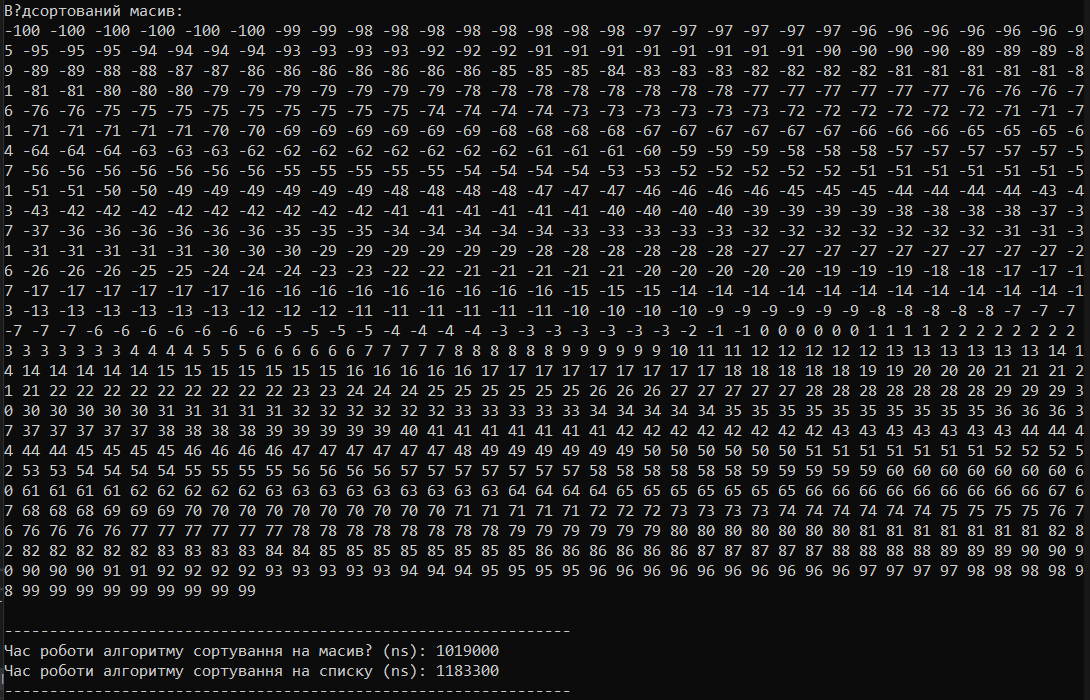 В?дсортований масив:
-100 -100 -100 -100 -100 -100 -99 -99 -98 -98 -98 -98 -98 -98 -98 -98 -97 -97 -97 -97 -97 -97 -96 -96 -96 -96 -96 -96 -9
5 -95 -95 -95 -94 -94 -94 -94 -93 -93 -93 -93 -92 -92 -92 -91 -91 -91 -91 -91 -91 -91 -91 -90 -90 -90 -90 -89 -89 -89 -8
9 -89 -89 -88 -88 -87 -87 -86 -86 -86 -86 -86 -86 -86 -85 -85 -85 -84 -83 -83 -83 -82 -82 -82 -82 -81 -81 -81 -81 -81 -8
1 -81 -81 -80 -80 -80 -79 -79 -79 -79 -79 -79 -79 -78 -78 -78 -78 -78 -78 -78 -78 -77 -77 -77 -77 -77 -77 -76 -76 -76 -7
6 -76 -76 -75 -75 -75 -75 -75 -75 -75 -75 -75 -74 -74 -74 -74 -73 -73 -73 -73 -73 -73 -72 -72 -72 -72 -72 -72 -71 -71 -7
1 -71 -71 -71 -71 -71 -70 -70 -69 -69 -69 -69 -69 -69 -68 -68 -68 -68 -67 -67 -67 -67 -67 -67 -66 -66 -66 -65 -65 -65 -6
4 -64 -64 -64 -63 -63 -63 -62 -62 -62 -62 -62 -62 -62 -62 -61 -61 -61 -60 -59 -59 -59 -58 -58 -58 -57 -57 -57 -57 -57 -5
7 -56 -56 -56 -56 -56 -56 -56 -55 -55 -55 -55 -55 -54 -54 -54 -54 -53 -53 -52 -52 -52 -52 -52 -51 -51 -51 -51 -51 -51 -5
1 -51 -51 -50 -50 -49 -49 -49 -49 -49 -49 -48 -48 -48 -48 -47 -47 -47 -46 -46 -46 -46 -45 -45 -45 -44 -44 -44 -44 -43 -4
3 -43 -42 -42 -42 -42 -42 -42 -42 -42 -42 -41 -41 -41 -41 -41 -41 -40 -40 -40 -40 -39 -39 -39 -39 -38 -38 -38 -38 -37 -3
7 -37 -36 -36 -36 -36 -36 -36 -35 -35 -35 -34 -34 -34 -34 -34 -33 -33 -33 -33 -33 -32 -32 -32 -32 -32 -32 -32 -31 -31 -3
1 -31 -31 -31 -31 -31 -30 -30 -30 -29 -29 -29 -29 -29 -29 -28 -28 -28 -28 -28 -28 -27 -27 -27 -27 -27 -27 -27 -27 -27 -2
6 -26 -26 -26 -25 -25 -24 -24 -24 -23 -23 -22 -22 -21 -21 -21 -21 -21 -20 -20 -20 -20 -20 -19 -19 -19 -18 -18 -17 -17 -1
7 -17 -17 -17 -17 -17 -17 -16 -16 -16 -16 -16 -16 -16 -16 -16 -15 -15 -15 -14 -14 -14 -14 -14 -14 -14 -14 -14 -14 -14 -1
3 -13 -13 -13 -13 -13 -13 -12 -12 -12 -11 -11 -11 -11 -11 -11 -10 -10 -10 -10 -9 -9 -9 -9 -9 -9 -8 -8 -8 -8 -7 -7 -7
-7 -7 -7 -6 -6 -6 -6 -6 -6 -6 -5 -5 -5 -5 -4 -4 -4 -4 -3 -3 -3 -3 -3 -3 -3 -2 -1 -1 0 0 0 0 0 0 1 1 1 1 2 2 2 2 2 2 2 2
3 3 3 3 3 3 3 4 4 4 4 5 5 5 6 6 6 6 6 6 7 7 7 7 7 8 8 8 8 8 8 9 9 9 9 9 9 10 11 11 12 12 12 12 12 13 13 13 13 13 13 14 1
4 14 14 14 14 14 15 15 15 15 15 15 15 16 16 16 16 16 17 17 17 17 17 17 17 17 17 18 18 18 18 18 19 19 20 20 20 21 21 21 2
1 21 22 22 22 22 22 22 22 22 22 23 23 24 24 24 25 25 25 25 25 25 26 26 26 27 27 27 27 27 28 28 28 28 28 28 28 29 29 29 3
0 30 30 30 30 30 31 31 31 31 31 32 32 32 32 32 32 33 33 33 33 33 34 34 34 34 34 35 35 35 35 35 35 35 35 35 35 36 36 36 3
7 37 37 37 37 37 38 38 38 38 39 39 39 39 39 40 41 41 41 41 41 41 41 42 42 42 42 42 42 42 42 43 43 43 43 43 43 43 44 44 4
4 44 44 45 45 45 45 46 46 46 46 47 47 47 47 47 47 48 49 49 49 49 49 49 50 50 50 50 50 50 51 51 51 51 51 51 51 52 52 52 5
2 53 53 54 54 54 54 55 55 55 55 56 56 56 56 57 57 57 57 57 57 57 58 58 58 58 58 58 59 59 59 59 59 60 60 60 60 60 60 60 6
0 61 61 61 61 62 62 62 62 62 63 63 63 63 63 63 63 63 63 64 64 64 64 65 65 65 65 65 65 65 66 66 66 66 66 66 66 66 66 67 6
7 68 68 68 69 69 69 70 70 70 70 70 70 70 70 70 70 71 71 71 71 71 72 72 72 73 73 73 73 74 74 74 74 74 74 75 75 75 75 76 7
6 76 76 76 76 77 77 77 77 77 77 78 78 78 78 78 78 78 78 79 79 79 79 79 79 80 80 80 80 80 80 80 81 81 81 81 81 81 81 82 8
2 82 82 82 82 82 83 83 83 83 84 84 85 85 85 85 85 85 85 85 86 86 86 86 86 86 87 87 87 87 87 88 88 88 88 89 89 89 90 90 9
0 90 90 90 91 91 92 92 92 92 93 93 93 93 93 94 94 94 95 95 95 95 96 96 96 96 96 96 96 96 96 96 97 97 97 97 98 98 98 98 9
8 99 99 99 99 99 99 99 99 99
---------------------------------------------------------------
Час роботи алгоритму сортування на масив? (ns): 1019000
Час роботи алгоритму сортування на списку (ns): 1183300
---------------------------------------------------------------